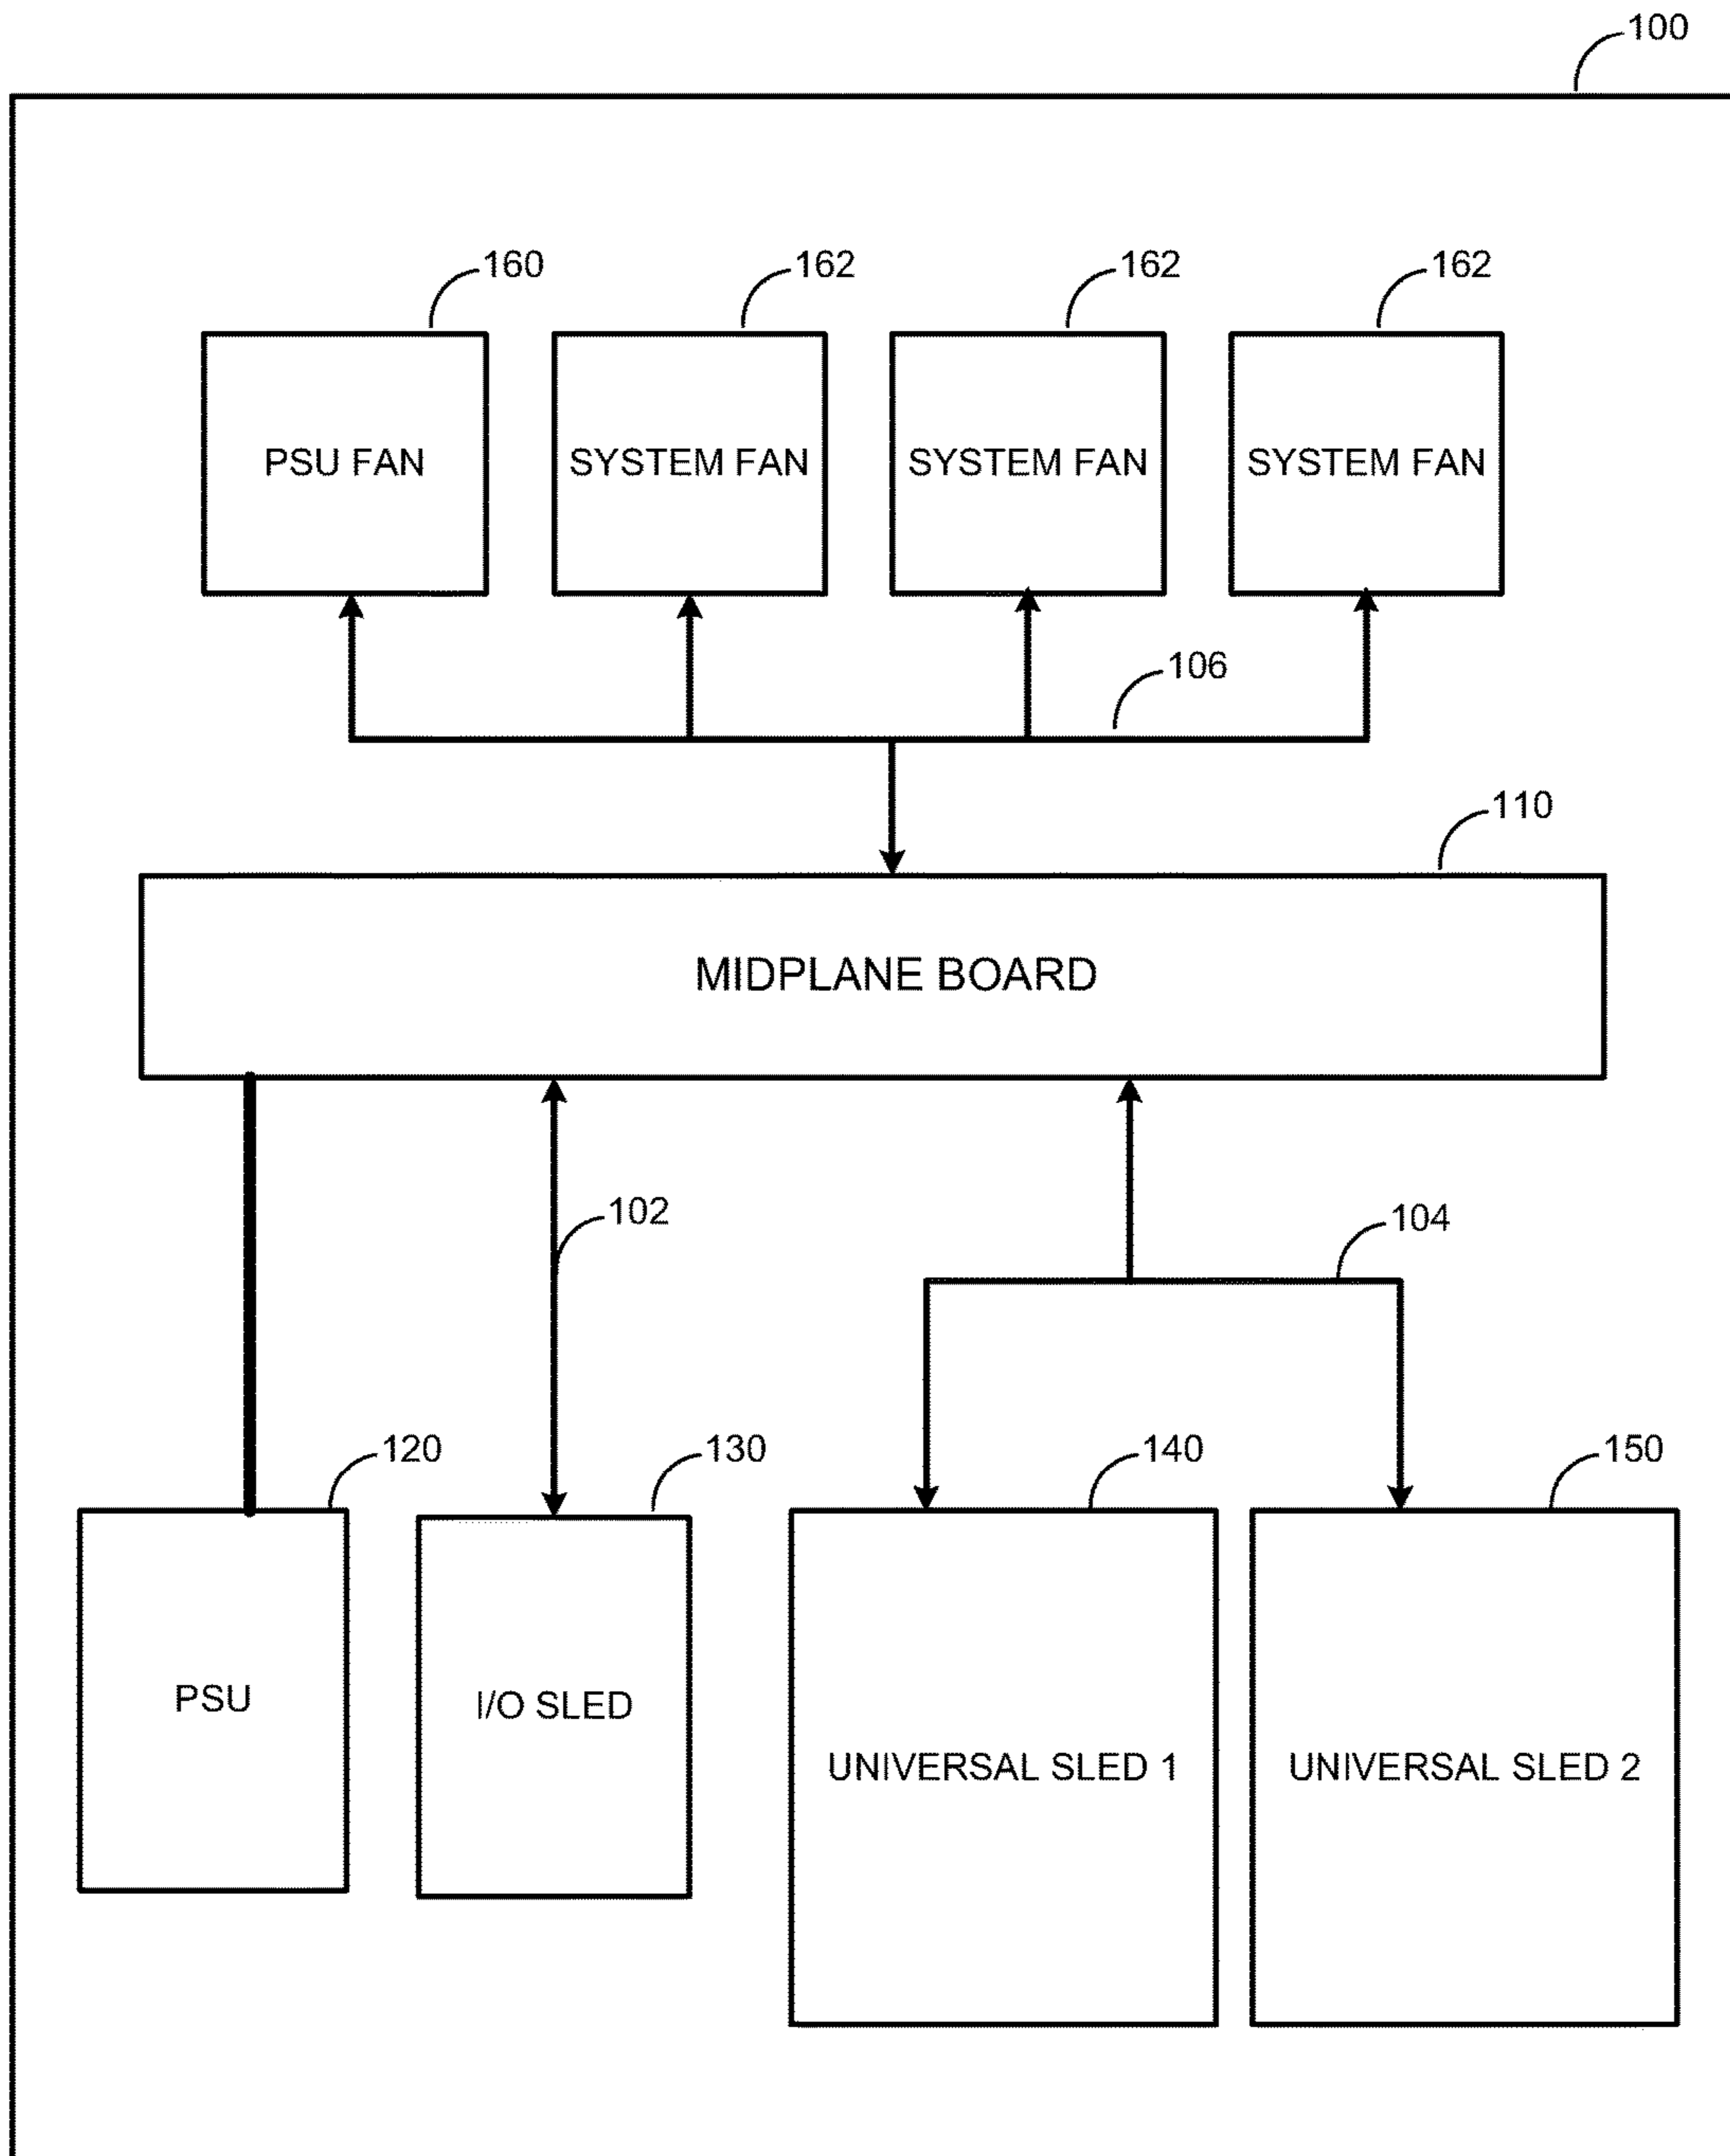 100
160
162
162
162
PSU FAN
SYSTEM FAN
SYSTEM FAN
SYSTEM FAN
106
110
MIDPLANE BOARD
102
104
120
130
140
150
PSU
I/O SLED
UNIVERSAL SLED 1
UNIVERSAL SLED 2